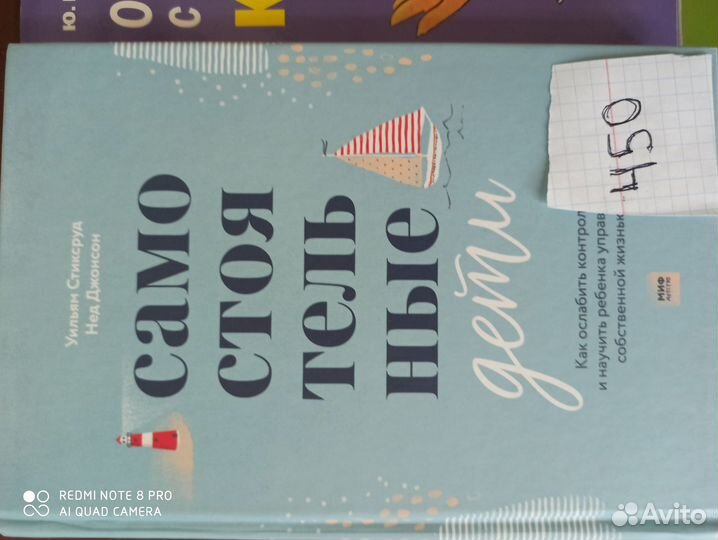 Ю.
О
С
К
Уильям Стиксруд
Нед Джонсон
само
стоя
тель
ные
дети
Как ослабить контрол
и научить ребенка управ
собственной жизнью
МИФ
450
REDMI NOTE 8 PRO
AI QUAD CAMERA
Avito